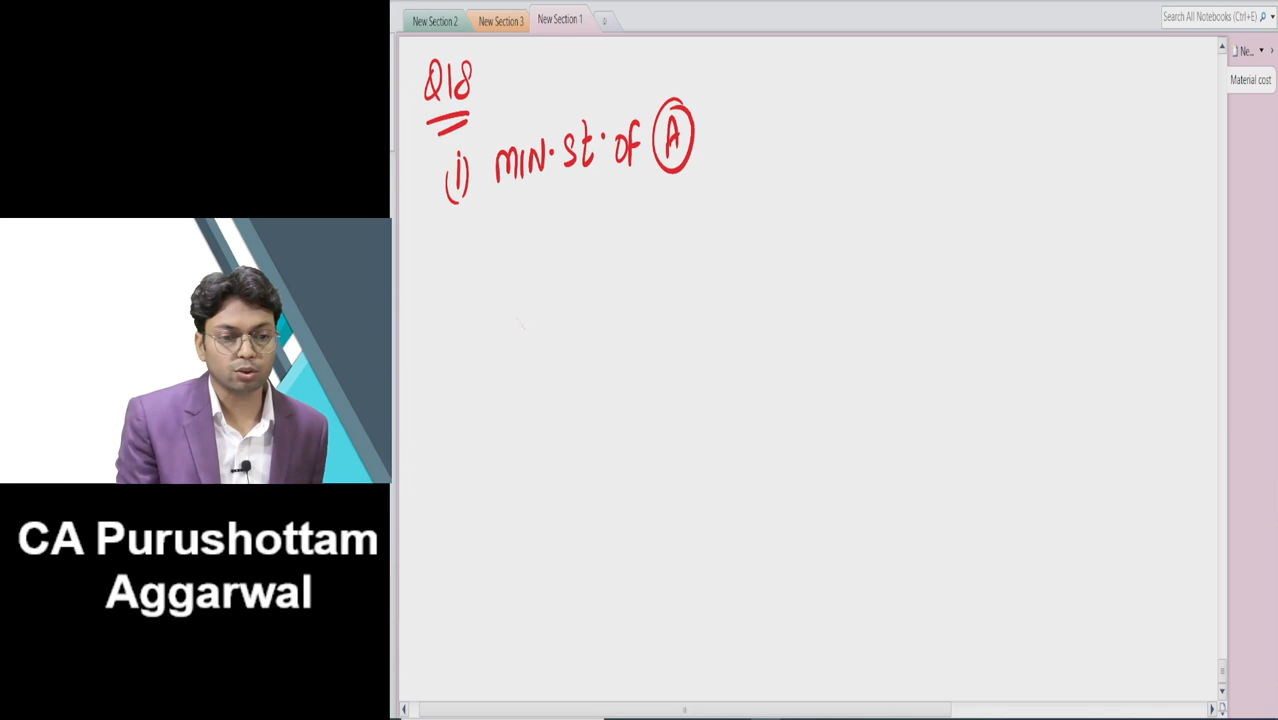 New Section 2
New Section 3
New Section 1
Search All Notebooks (Ctrl+E)
Ne...
Material cost
Q18
(i) MIN. St. of A
CA Purushottam
Aggarwal